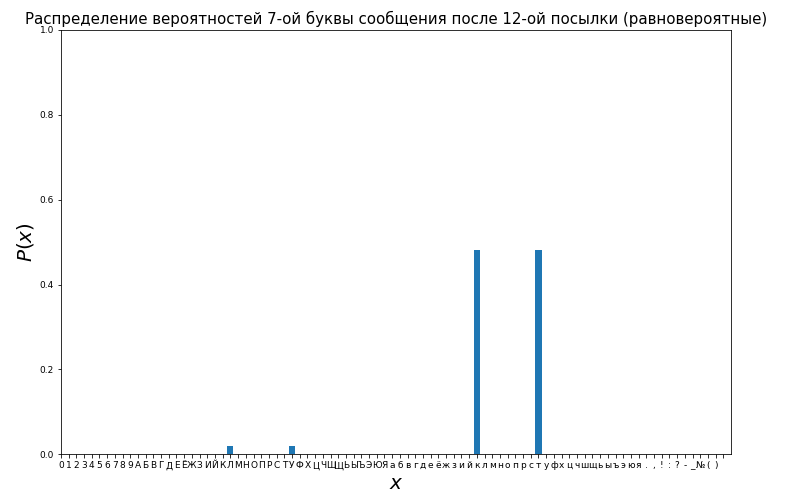 Распределение вероятностей 7-ой буквы сообщения после 12-ой посылки (равновероятные)
1.0
0.8
0.6
0.4
0.2
0.0
P(x)
0 1 2 3 4 5 6 7 8 9 А Б В Г Д Е Ё Ж З И Й К Л М Н О П Р С Т У Ф Х Ц Ч Ш Щ Ь Ы Ъ Э Ю Я а б в г д е ё ж з и й к л м н о п р с т у ф х ц ч ш щ ь ы ъ э ю я . , ! : ? - _ № ( )
x